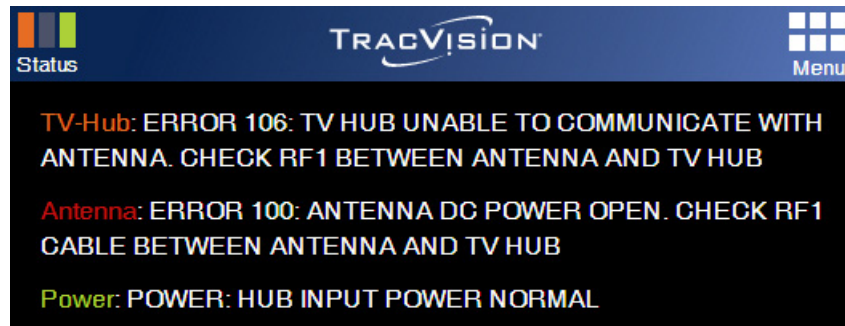 TRACVISION
Status
Menu
TV-Hub: ERROR 106: TV HUB UNABLE TO COMMUNICATE WITH
ANTENNA. CHECK RF1 BETWEEN ANTENNA AND TV HUB
Antenna: ERROR 100: ANTENNA DC POWER OPEN. CHECK RF1
CABLE BETWEEN ANTENNA AND TV HUB
Power: POWER: HUB INPUT POWER NORMAL